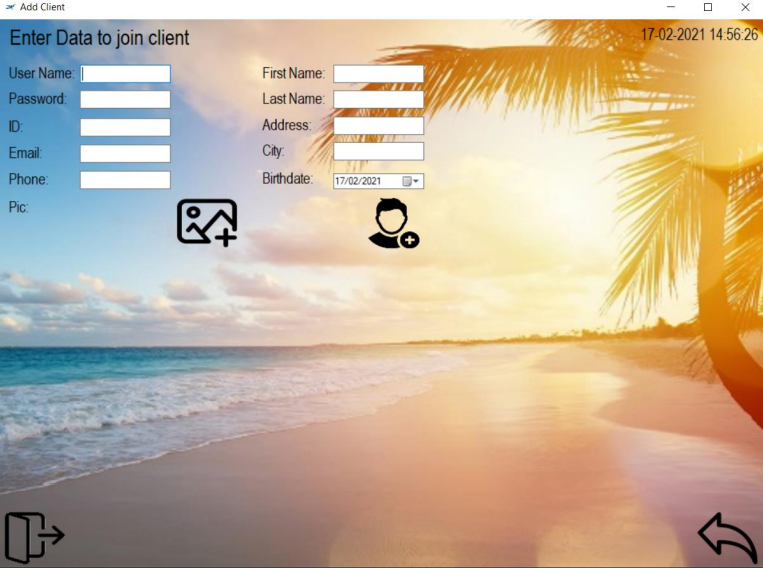 Add Client
Enter Data to join client
17-02-2021 14:56:26
User Name:
First Name:
Password:
Last Name:
ID:
Address:
Email:
City:
Phone:
Birthdate:
17/02/2021
Pic: